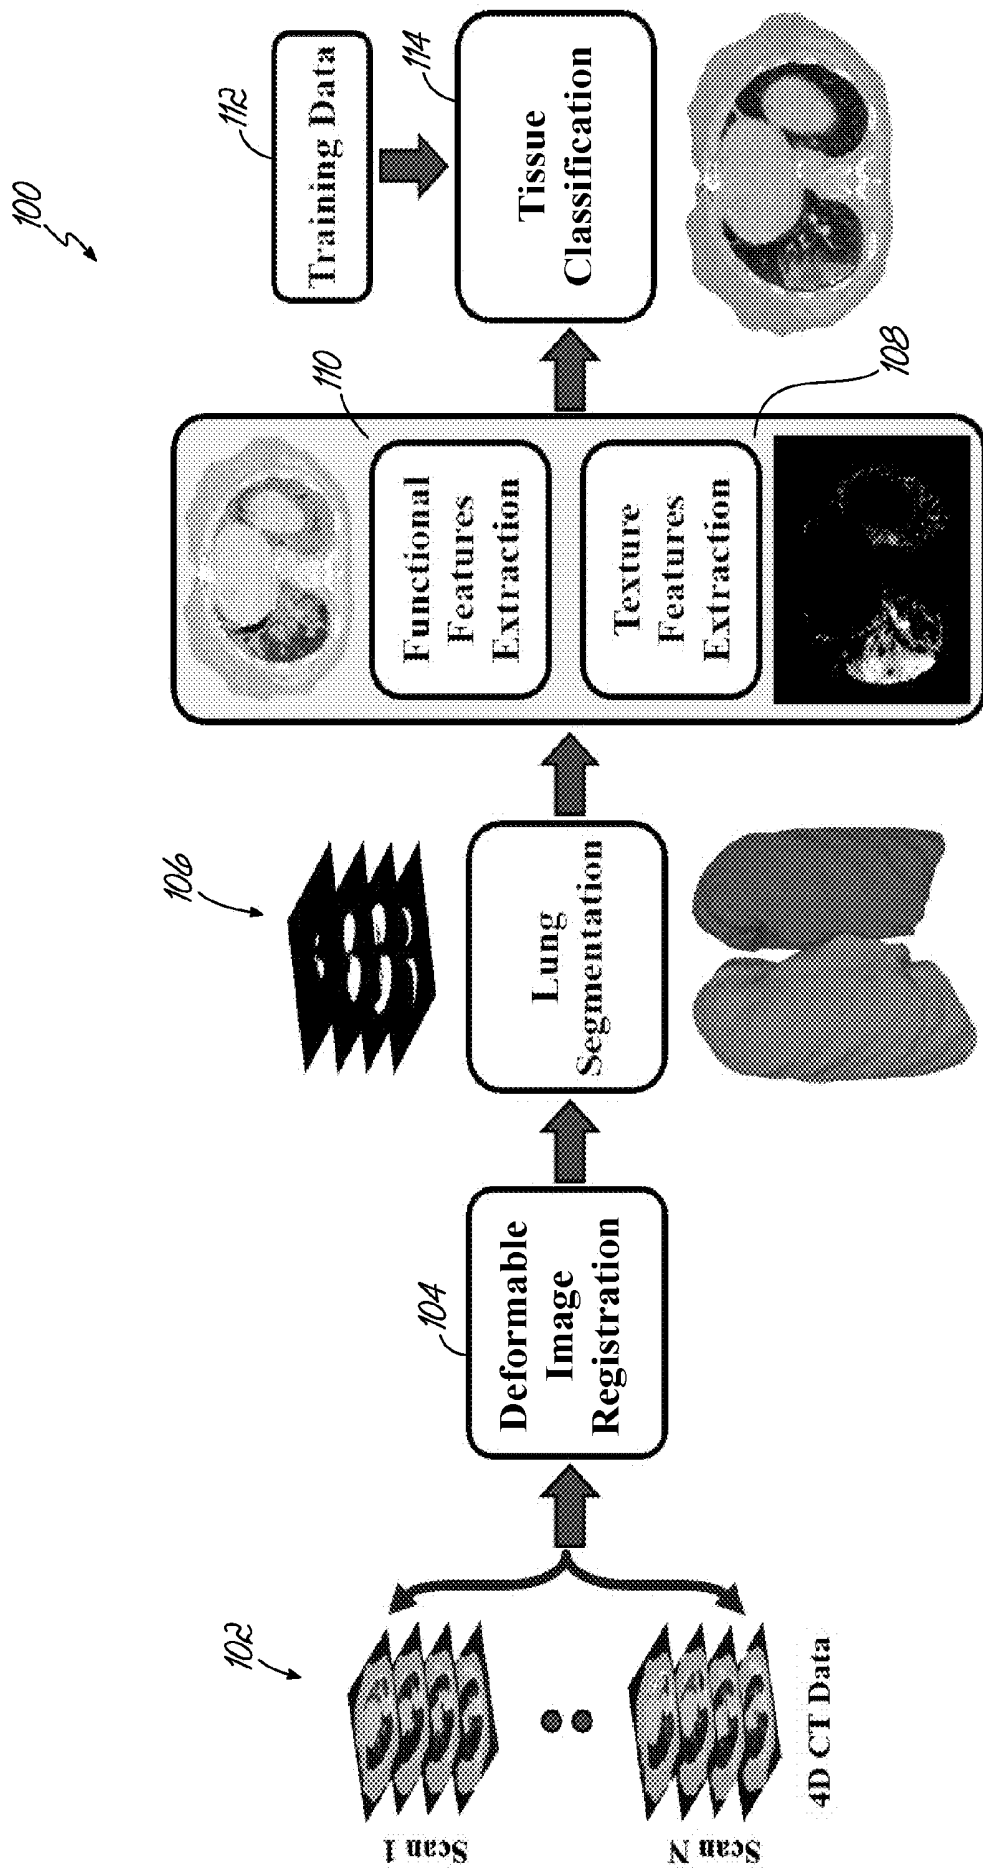 100
102
Scan 1
Scan N
4D CT Data
104
Deformable
Image
Registration
106
Lung
Segmentation
110
Functional
Features
Extraction
Texture
Features
Extraction
108
112
Training Data
114
Tissue
Classification